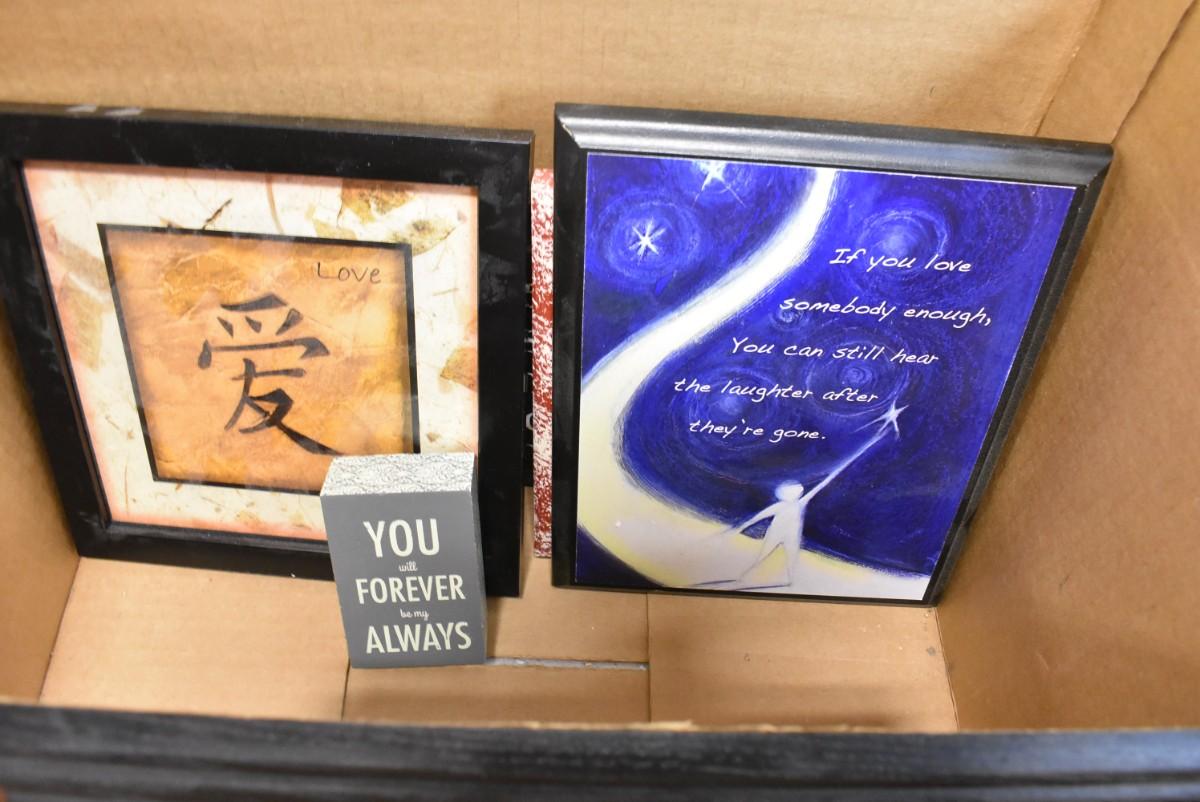 Love
愛
YOU
will
FOREVER
be my
ALWAYS
If you love
somebody enough,
You can still hear
the laughter after
they're gone.